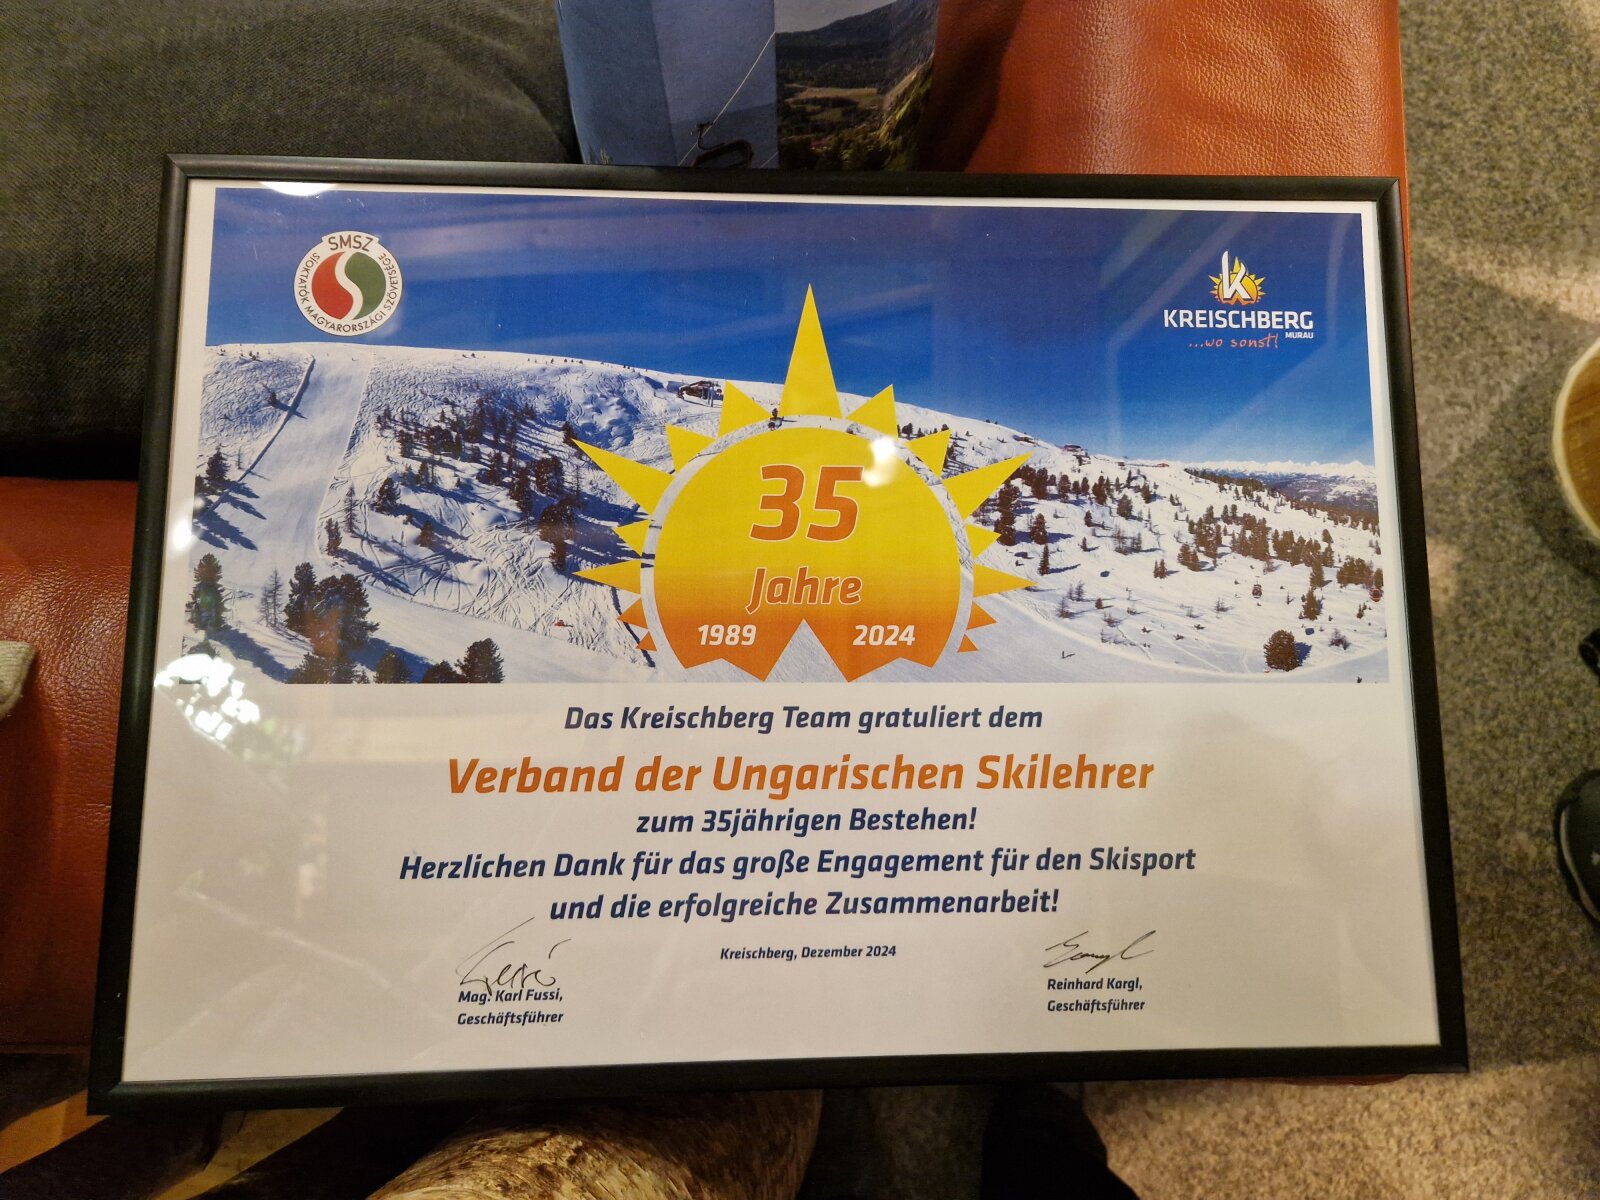 SMSZ
SÍOKTATÓK MAGYARORSZÁGI SZÖVETSÉGE
KREISCHBERG
MURAU
...wo sonst!
35
Jahre
1989 2024
Das Kreischberg Team gratuliert dem
Verband der Ungarischen Skilehrer
zum 35jährigen Bestehen!
Herzlichen Dank für das große Engagement für den Skisport
und die erfolgreiche Zusammenarbeit!
Kreischberg, Dezember 2024
Mag. Karl Fussi,
Geschäftsführer
Reinhard Kargl,
Geschäftsführer